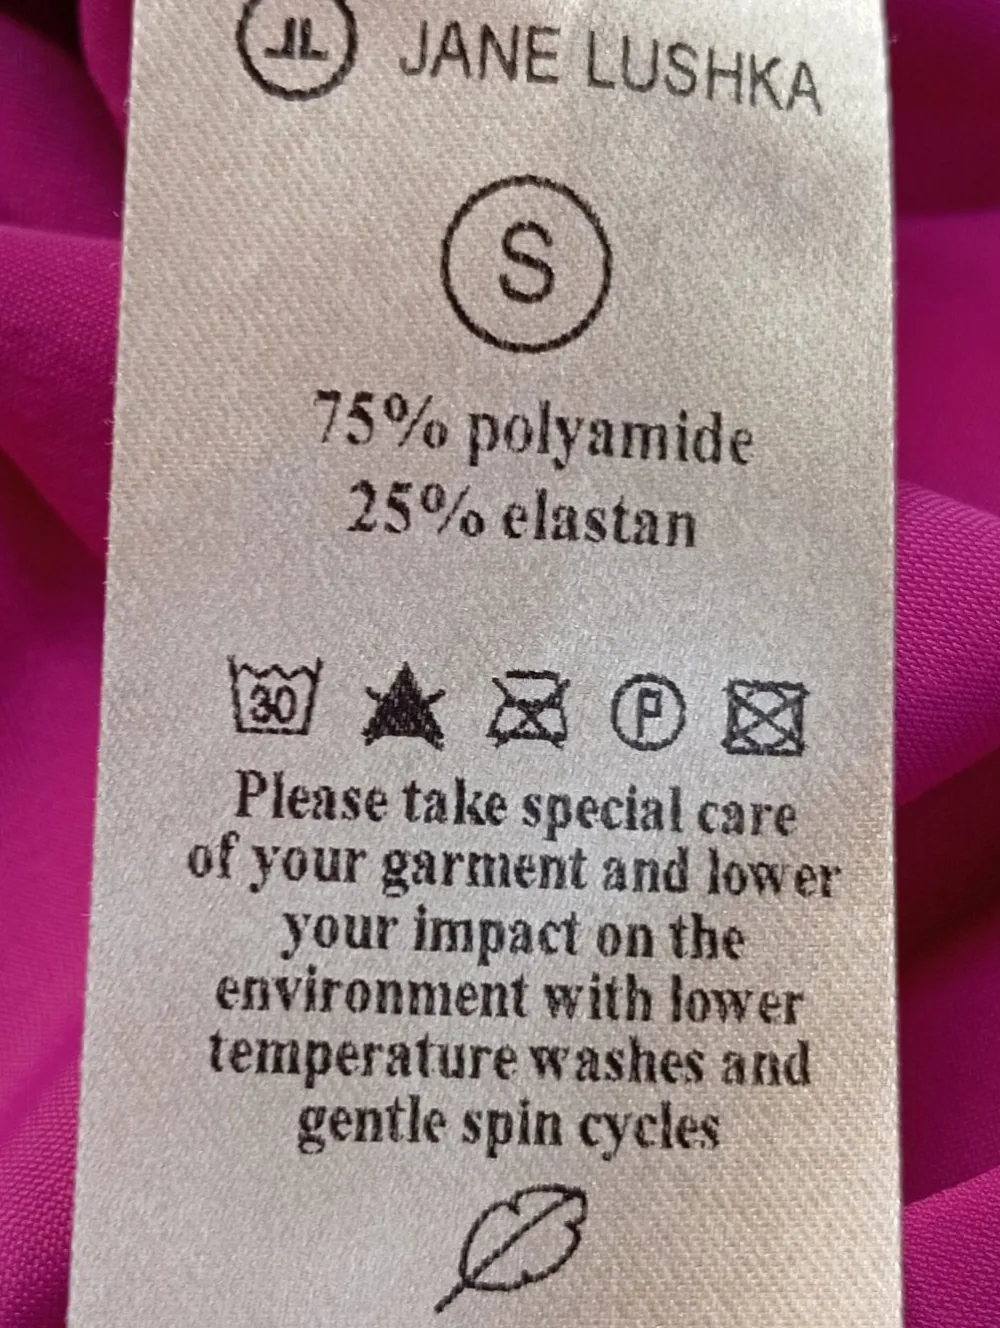 JL JANE LUSHKA
S
75% polyamide
25% elastan
30 P
Please take special care
of your garment and lower
your impact on the
environment with lower
temperature washes and
gentle spin cycles